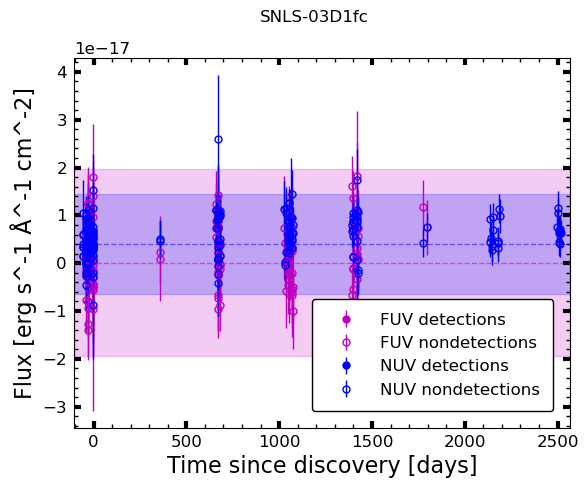 SNLS-03D1fc
1e−17
4
3
2
1
0
−1
−2
−3
Flux [erg s^-1 Å^-1 cm^-2]
FUV detections
FUV nondetections
NUV detections
NUV nondetections
0 500 1000 1500 2000 2500
Time since discovery [days]